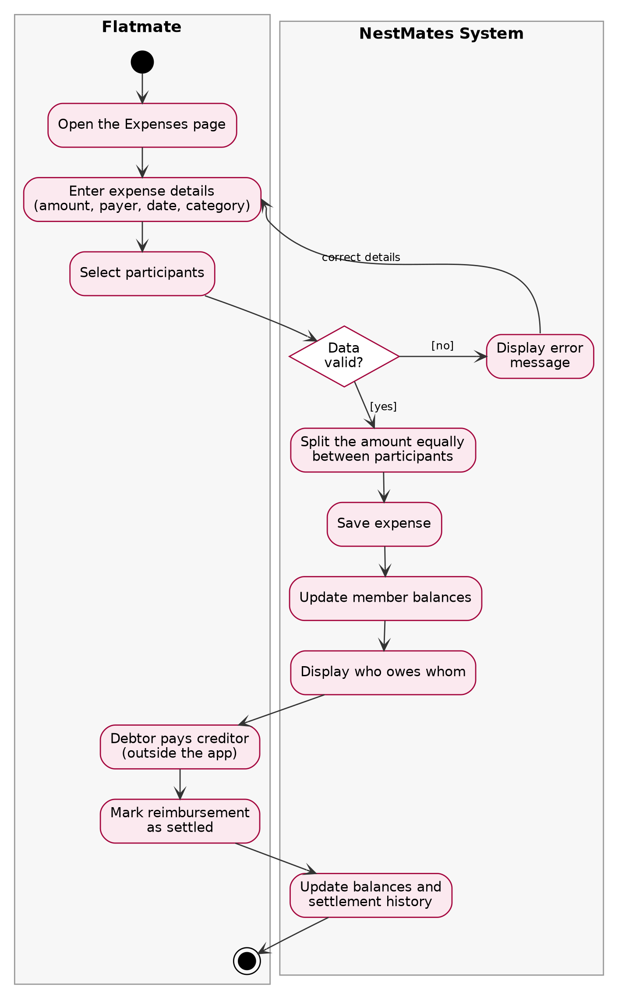 Flatmate
NestMates System
Open the Expenses page
Enter expense details
(amount, payer, date, category)
correct details
Select participants
Data
valid?
[no]
Display error
message
[yes]
Split the amount equally
between participants
Save expense
Update member balances
Display who owes whom
Debtor pays creditor
(outside the app)
Mark reimbursement
as settled
Update balances and
settlement history